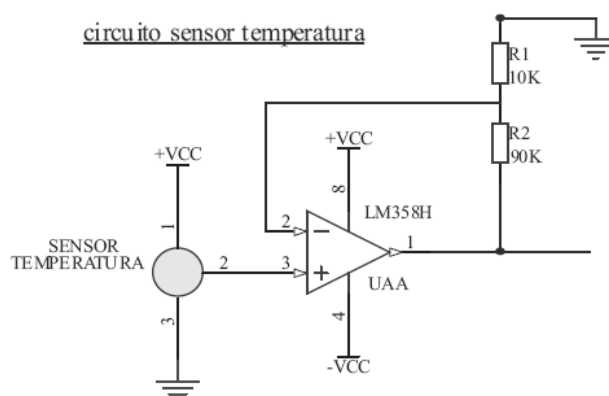 circuito sensor temperatura
R1
10K
R2
90K
+VCC
+VCC
8
LM358H
1
2
1
SENSOR
TEMPERATURA
2
3
UAA
3
4
-VCC